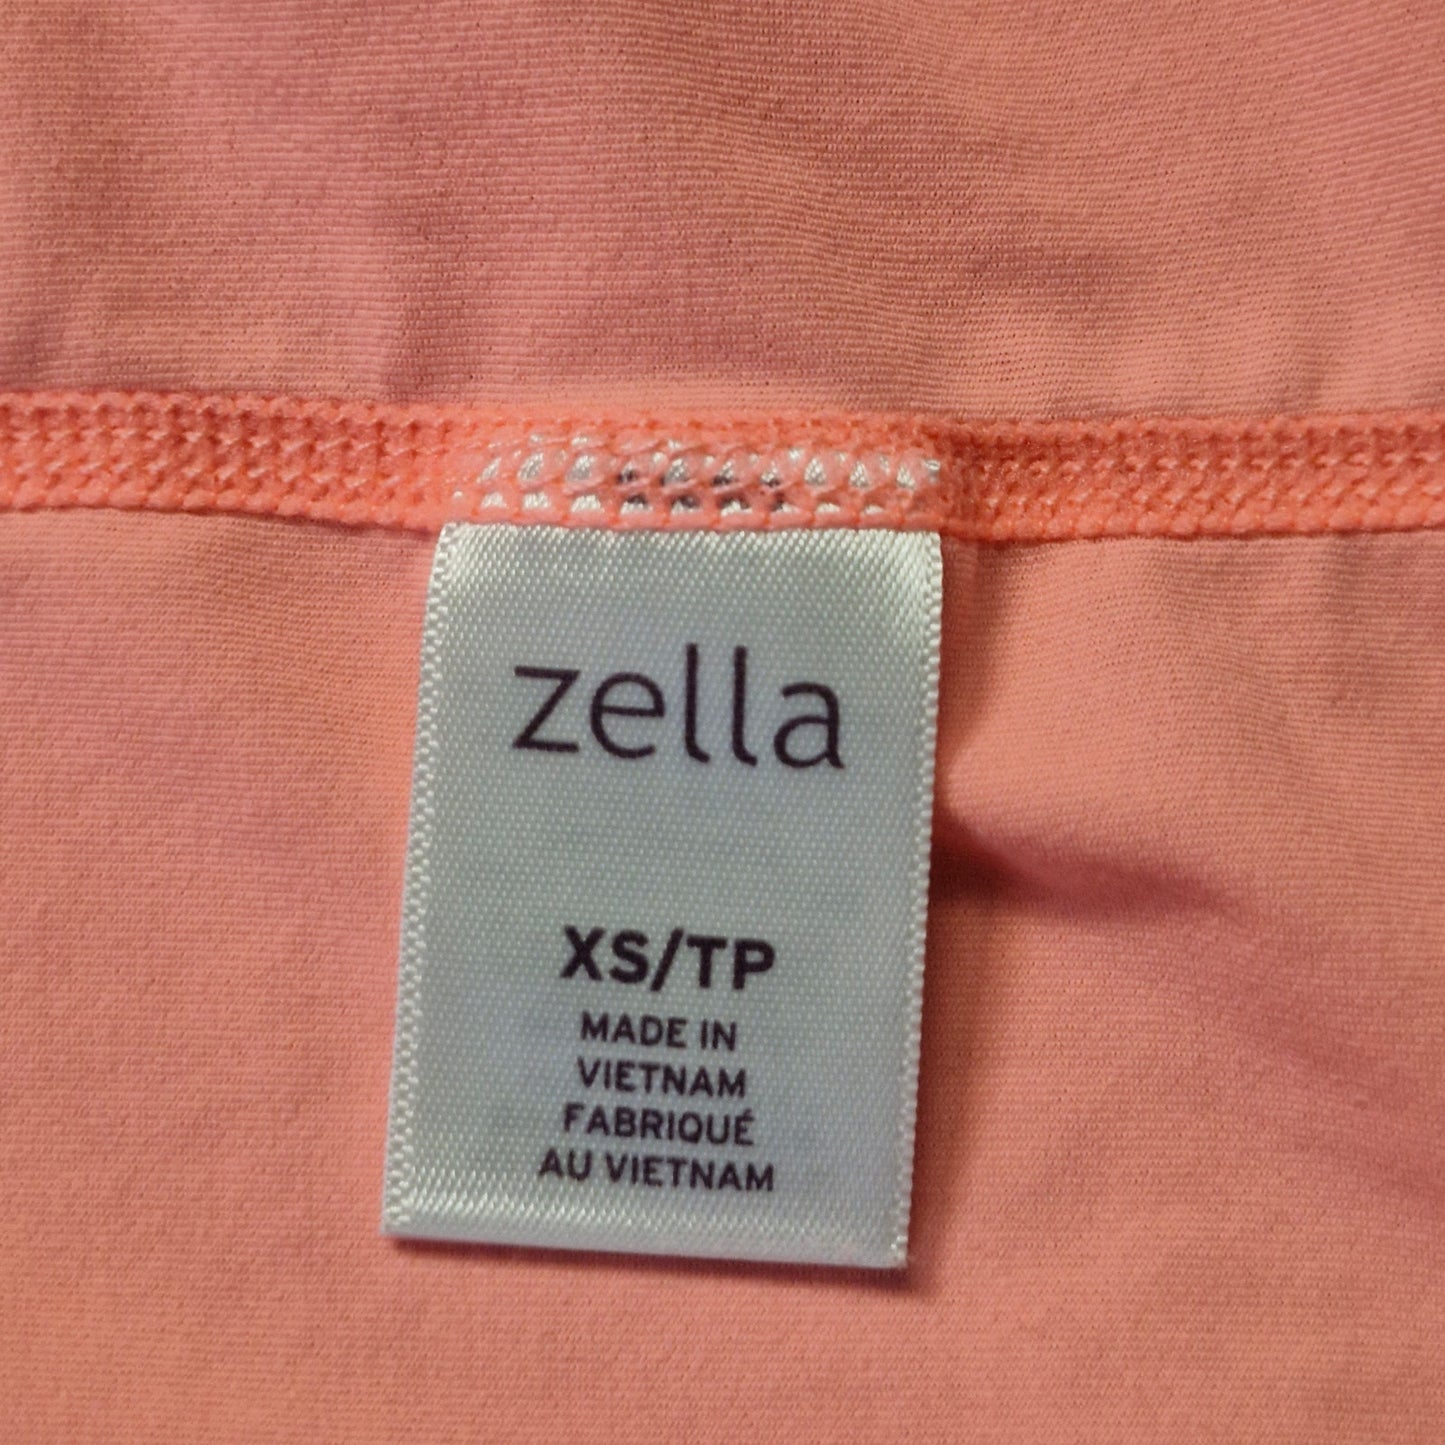 zella
XS/TP
MADE IN
VIETNAM
FABRIQUÉ
AU VIETNAM